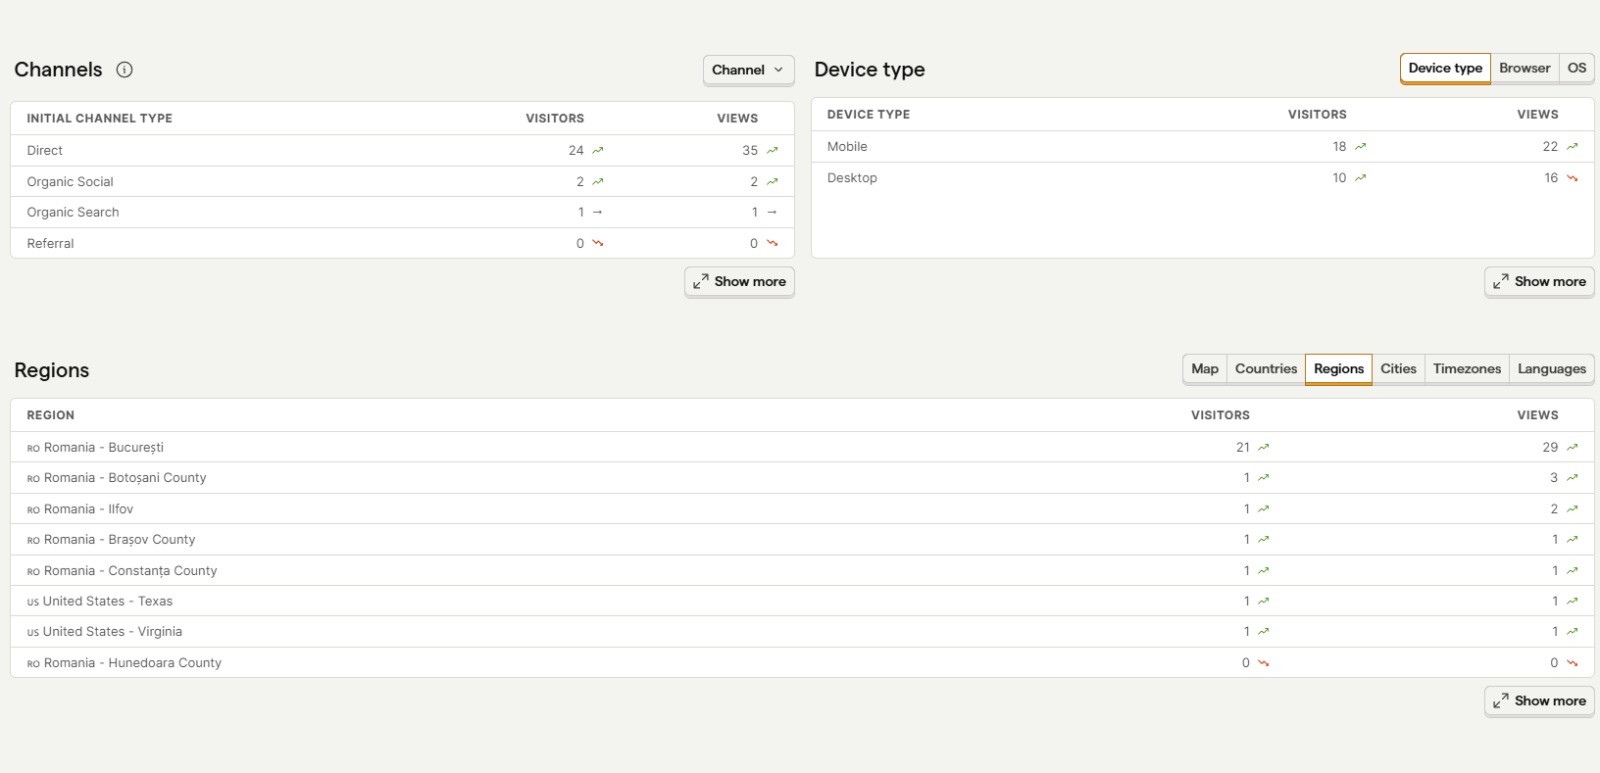 Channels
Channel
INITIAL CHANNEL TYPE VISITORS VIEWS
Direct 24 35
Organic Social 2 2
Organic Search 1 1
Referral 0 0
Show more
Device type
Device type Browser OS
DEVICE TYPE VISITORS VIEWS
Mobile 18 22
Desktop 10 16
Show more
Regions
Map Countries Regions Cities Timezones Languages
REGION VISITORS VIEWS
RO Romania - București 21 29
RO Romania - Botoșani County 1 3
RO Romania - Ilfov 1 2
RO Romania - Brașov County 1 1
RO Romania - Constanța County 1 1
US United States - Texas 1 1
US United States - Virginia 1 1
RO Romania - Hunedoara County 0 0
Show more